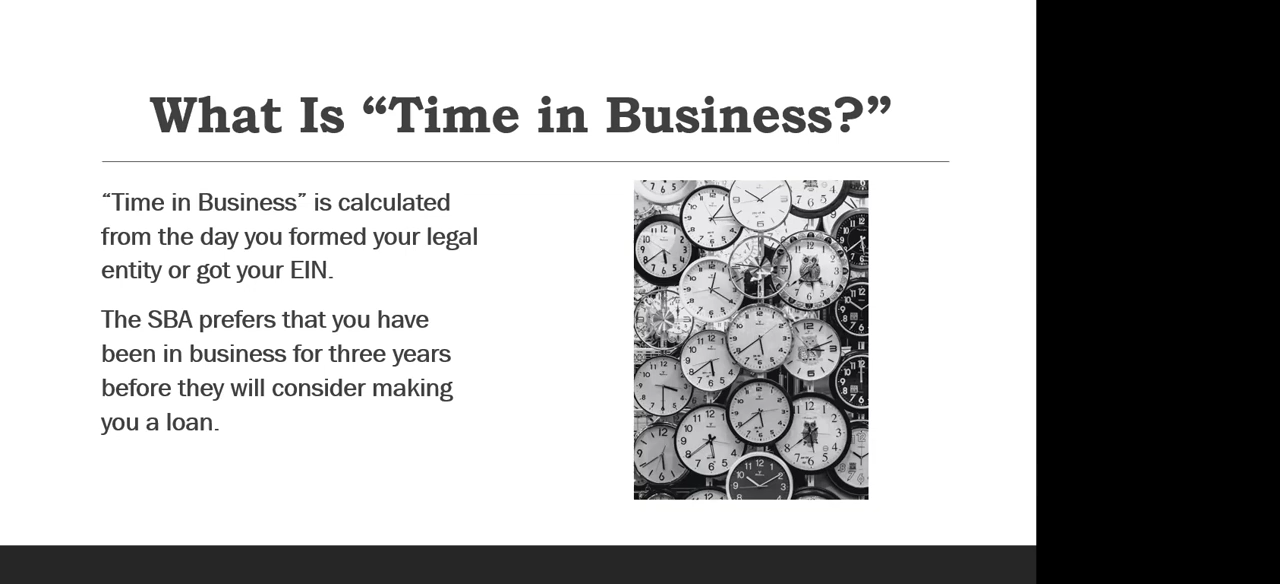 What Is “Time in Business?”
“Time in Business” is calculated
from the day you formed your legal
entity or got your EIN.
The SBA prefers that you have
been in business for three years
before they will consider making
you a loan.